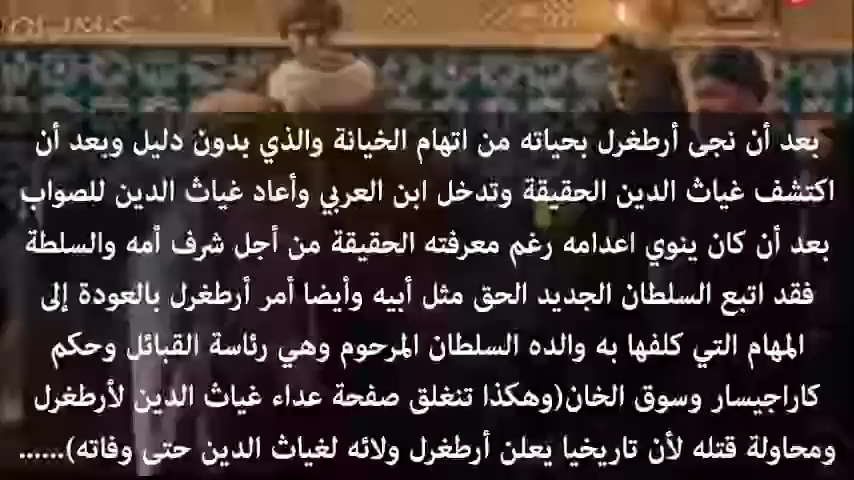 بعد أن نجى أرطغرل بحياته من اتهام الخيانة والذي بدون دليل وبعد أن
اكتشف غياث الدين الحقيقة وتدخل ابن العربي وأعاد غياث الدين للصواب
بعد أن كان ينوي اعدامه رغم معرفته الحقيقة من أجل شرف أمه والسلطة
فقد اتبع السلطان الجديد الحق مثل أبيه وأيضا أمر أرطغرل بالعودة إلى
المهام التي كلفها به والده السلطان المرحوم وهي رئاسة القبائل وحكم
كاراجيسار وسوق الخان(وهكذا تنغلق صفحة عداء غياث الدين لأرطغرل
ومحاولة قتله لأن تاريخيا يعلن أرطغرل ولائه لغياث الدين حتى وفاته)......